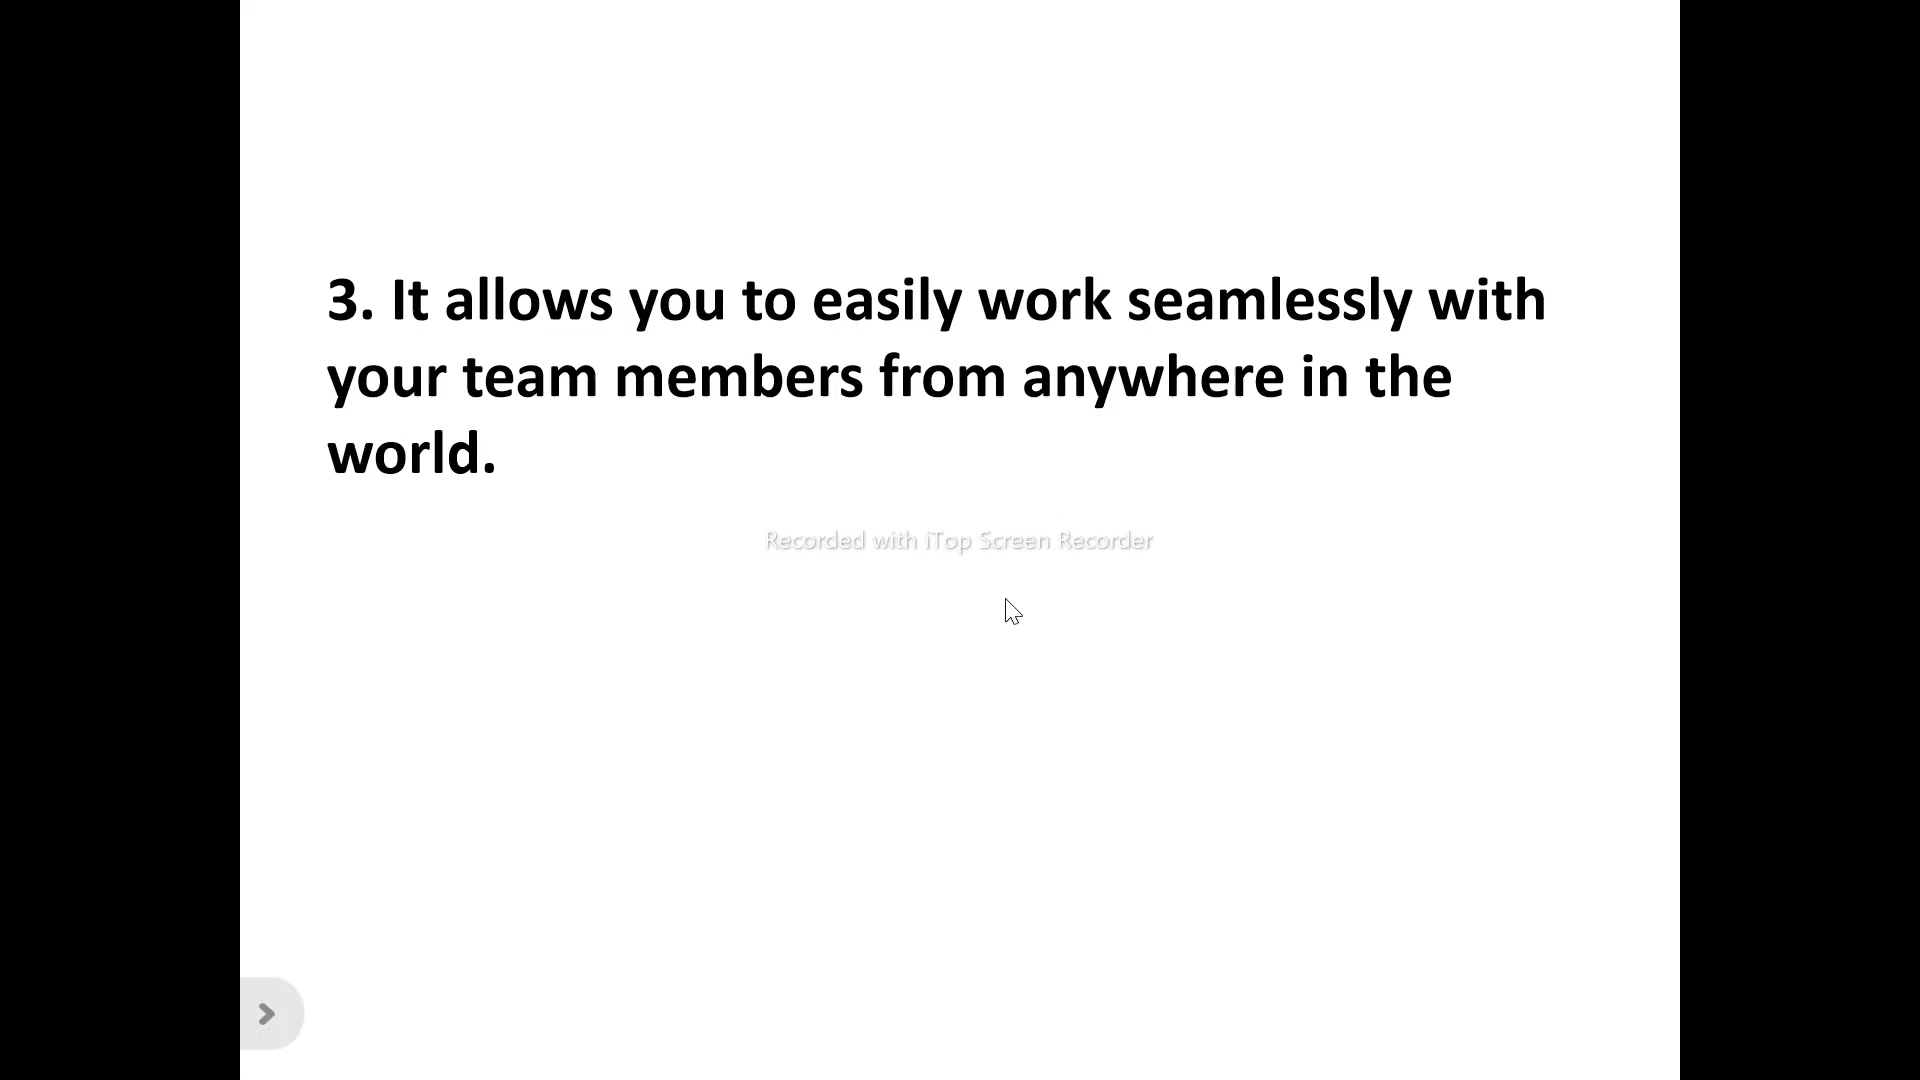 3. It allows you to easily work seamlessly with
your team members from anywhere in the
world.
Recorded with iTop Screen Recorder